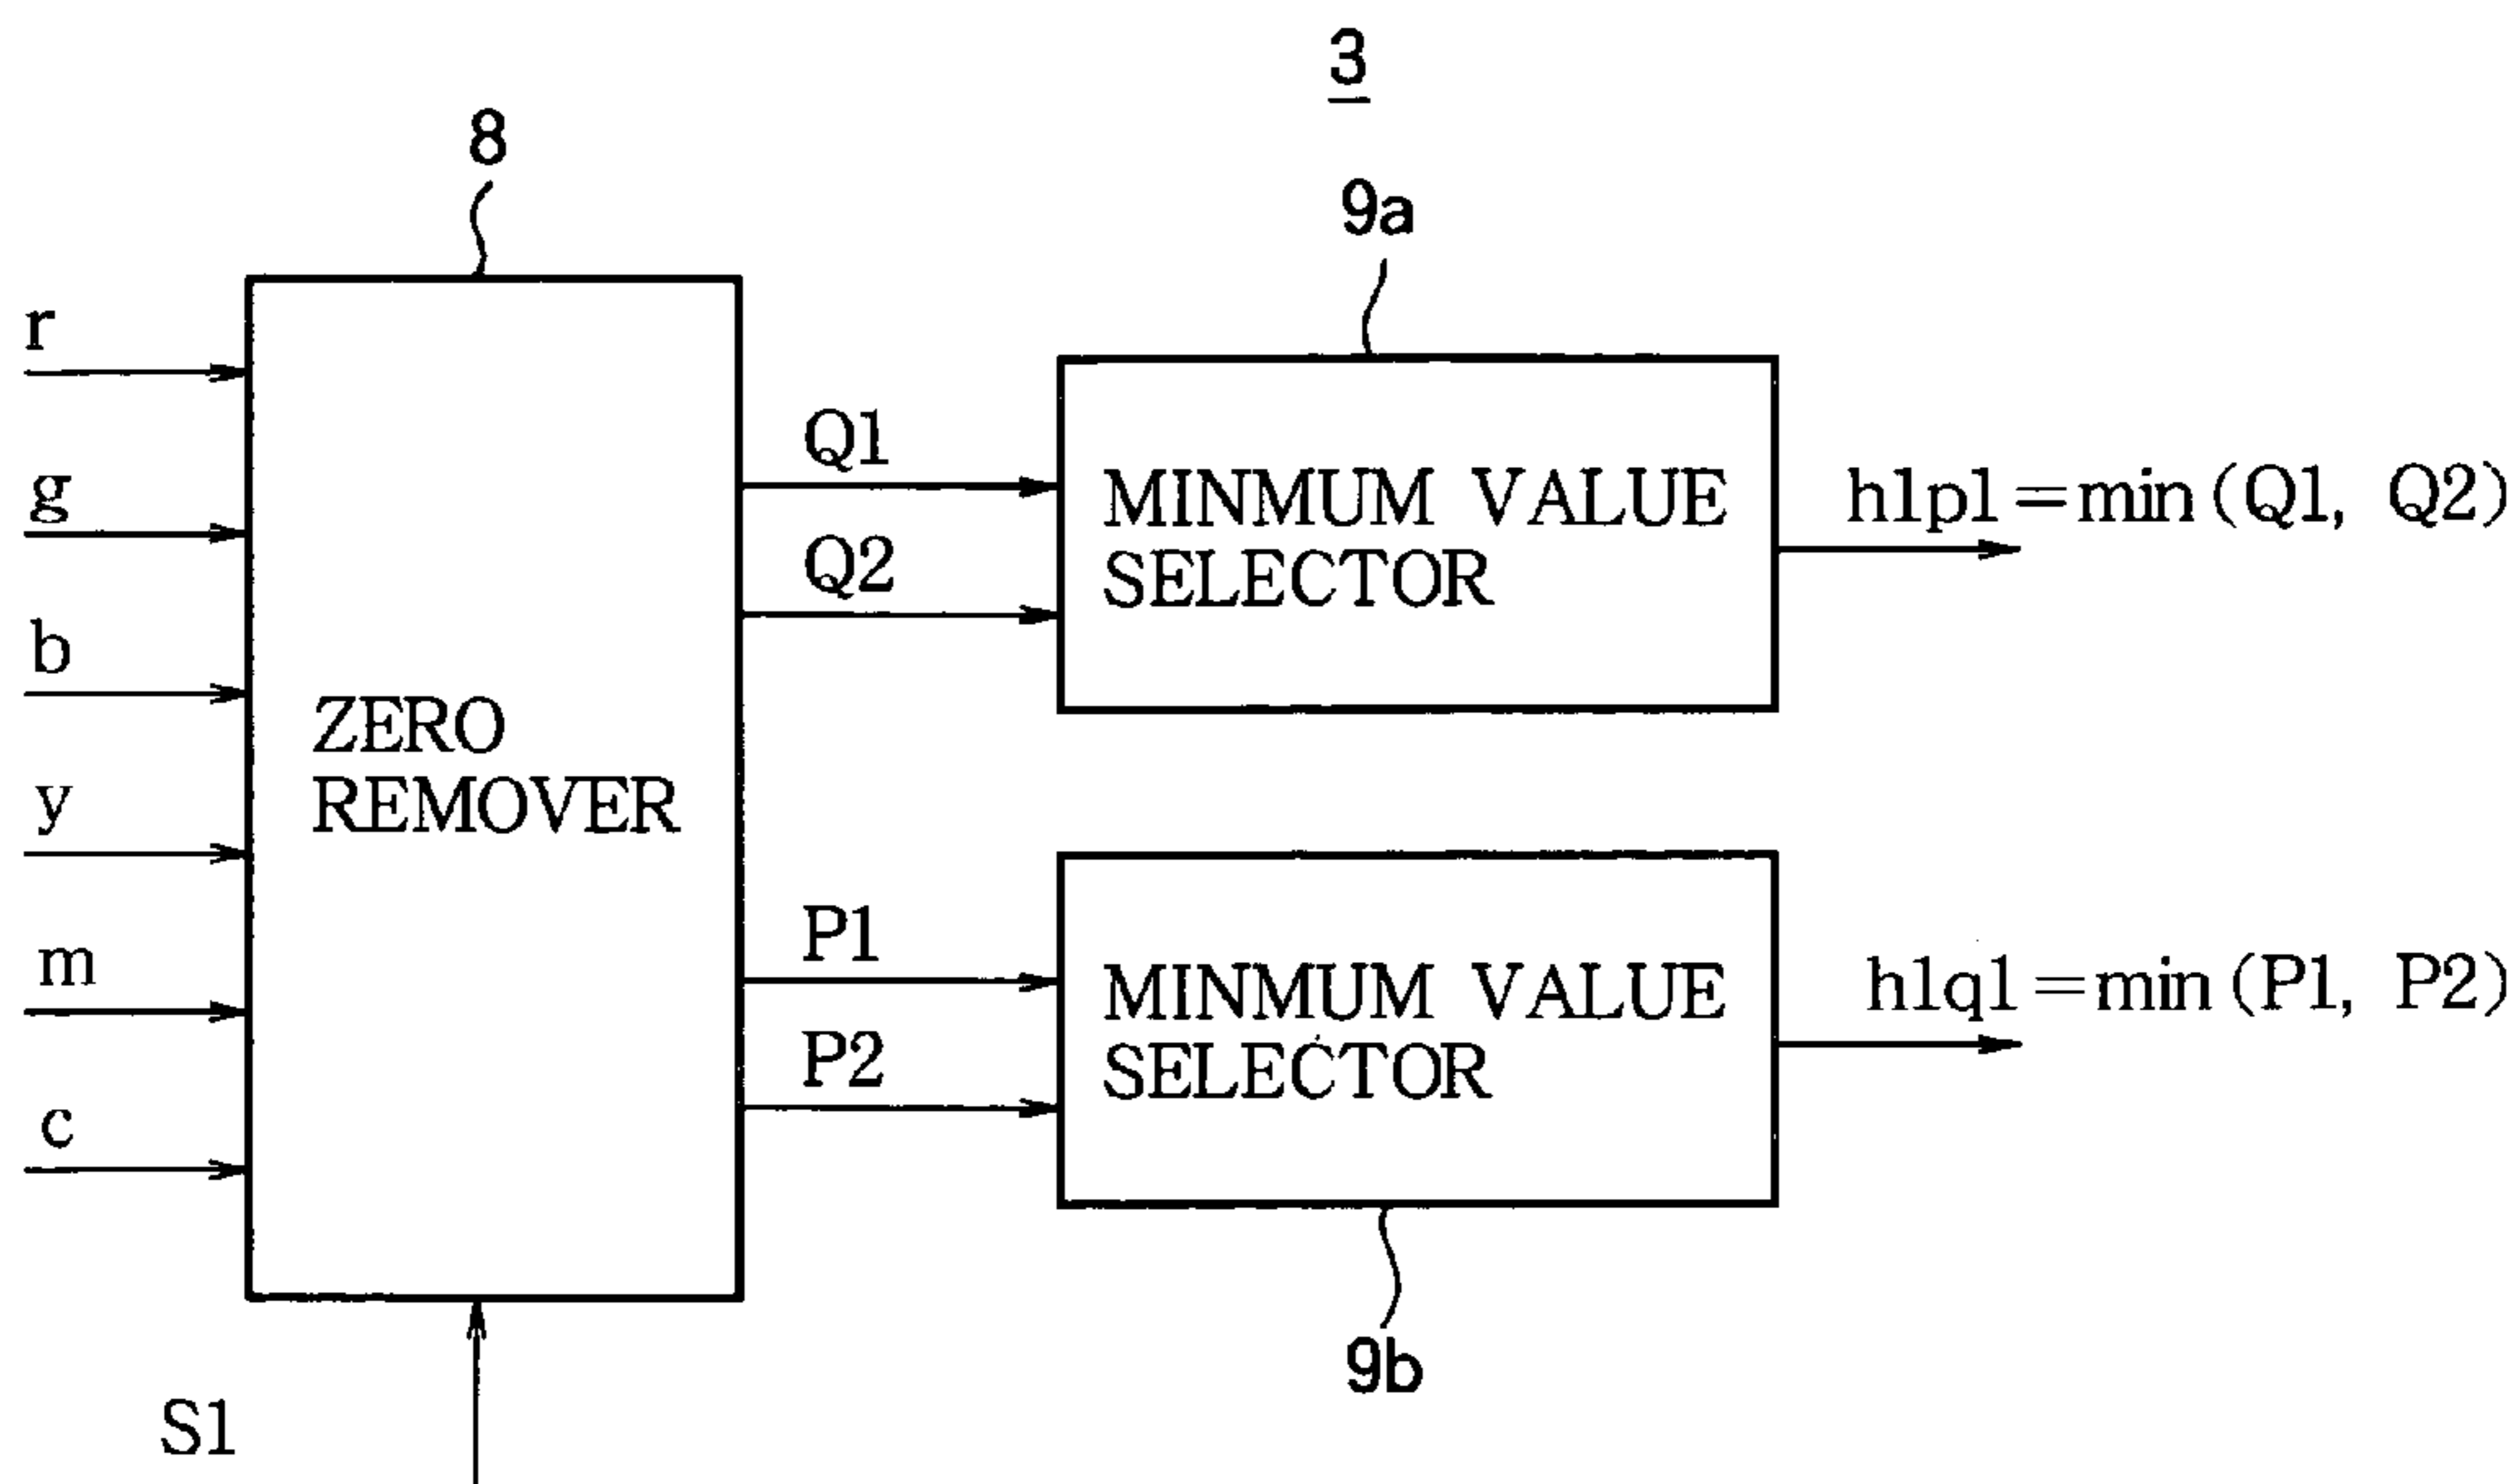 3
8
9a
r
g
b
y
m
c
ZERO
REMOVER
S1
Q1
Q2
MINMUM VALUE
SELECTOR
h1p1=min(Q1, Q2)
P1
P2
MINMUM VALUE
SELECTOR
h1q1=min(P1, P2)
9b